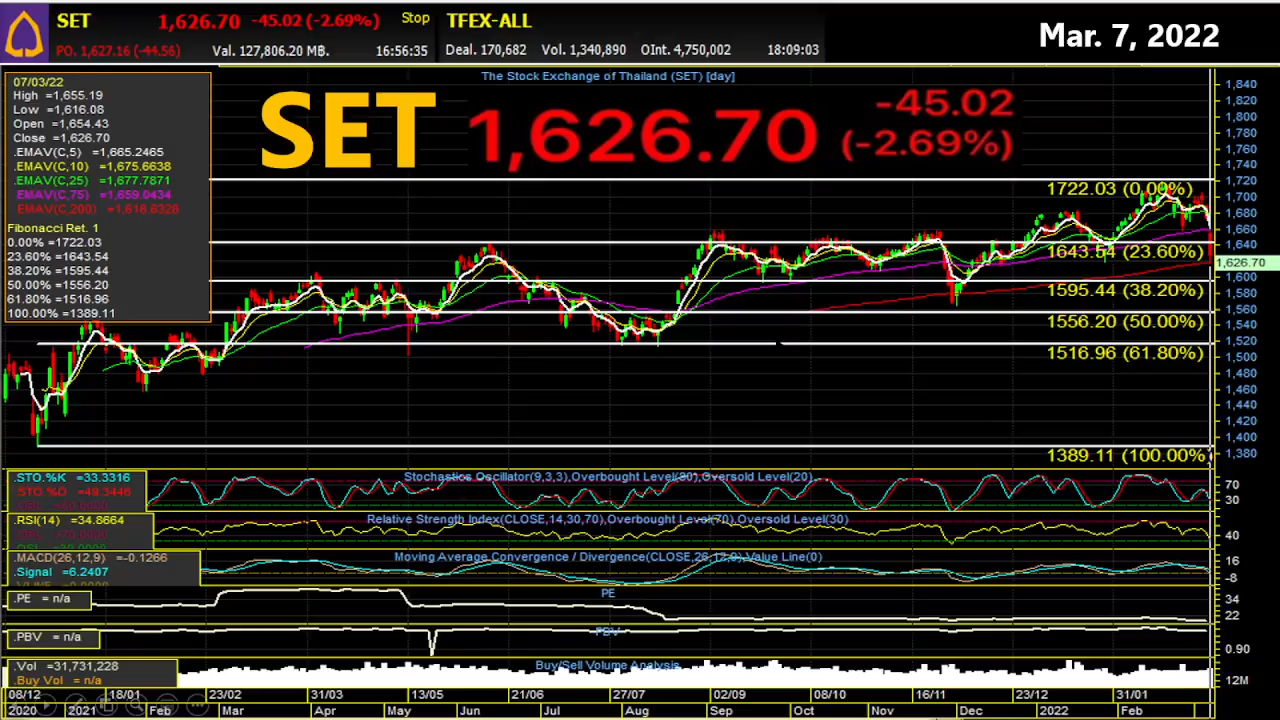 SET 1,626.70 -45.02 (-2.69%) Stop
PO. 1,627.16 (-44.56) Val. 127,806.20 MB. 16:56:35
TFEX-ALL
Deal. 170,682 Vol. 1,340,890 OInt. 4,750,002 18:09:03
Mar. 7, 2022
The Stock Exchange of Thailand (SET) [day]
07/03/22
High =1,655.19
Low =1,616.08
Open =1,654.43
Close =1,626.70
.EMAV(C,5) =1,665.2465
.EMAV(C,10) =1,675.6638
.EMAV(C,25) =1,677.7871
.EMAV(C,75) =1,659.0434
.EMAV(C,200) =1,618.6328
Fibonacci Ret. 1
0.00% =1722.03
23.60% =1643.54
38.20% =1595.44
50.00% =1556.20
61.80% =1516.96
100.00% =1389.11
SET 1,626.70 -45.02
(-2.69%)
1722.03 (0.00%)
1643.54 (23.60%)
1595.44 (38.20%)
1556.20 (50.00%)
1516.96 (61.80%)
1389.11 (100.00%)
1,840
1,820
1,800
1,780
1,760
1,740
1,720
1,700
1,680
1,660
1,640
1,626.70
1,600
1,580
1,560
1,540
1,520
1,500
1,480
1,460
1,440
1,420
1,400
1,380
.STO.%K =33.3316
.STO.%D =49.3446
Stochastics Oscillator(9,3,3),Overbought Level(80),Oversold Level(20)
70
30
.RSI(14) =34.8664
Relative Strength Index(CLOSE,14,30,70),Overbought Level(70),Oversold Level(30)
40
.MACD(26,12,9) =-0.1266
.Signal =6.2407
Moving Average Convergence / Divergence(CLOSE,26,12,9),Value Line(0)
16
-8
.PE = n/a
PE
34
22
.PBV = n/a
PBV
0.90
.Vol =31,731,228
.Buy Vol = n/a
Buy/Sell Volume Analysis
12M
08/12 18/01 23/02 31/03 13/05 21/06 27/07 02/09 08/10 16/11 23/12 31/01
2020 2021 Feb Mar Apr May Jun Jul Aug Sep Oct Nov Dec 2022 Feb